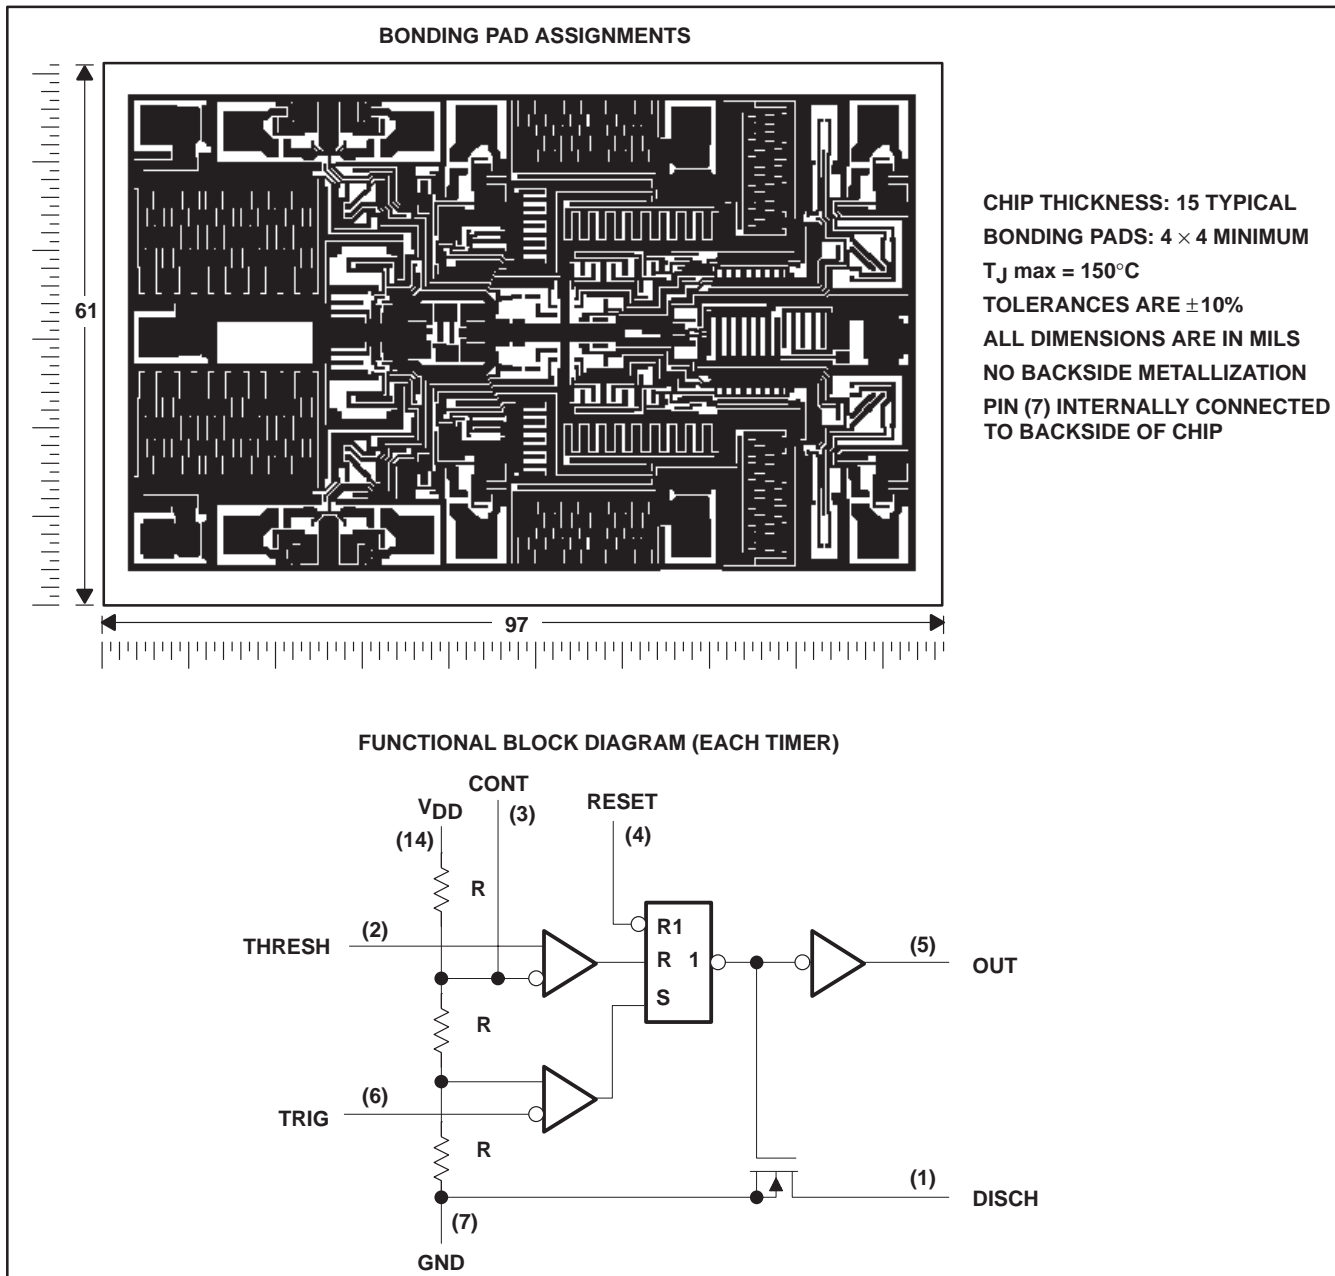 BONDING PAD ASSIGNMENTS
61
97
CHIP THICKNESS: 15 TYPICAL
BONDING PADS: 4 × 4 MINIMUM
TJ max = 150°C
TOLERANCES ARE ±10%
ALL DIMENSIONS ARE IN MILS
NO BACKSIDE METALLIZATION
PIN (7) INTERNALLY CONNECTED
TO BACKSIDE OF CHIP
FUNCTIONAL BLOCK DIAGRAM (EACH TIMER)
CONT
VDD
RESET
(3)
(14)
(4)
R
R1
THRESH
(2)
R 1
(5)
OUT
S
R
(6)
TRIG
R
(1)
DISCH
(7)
GND